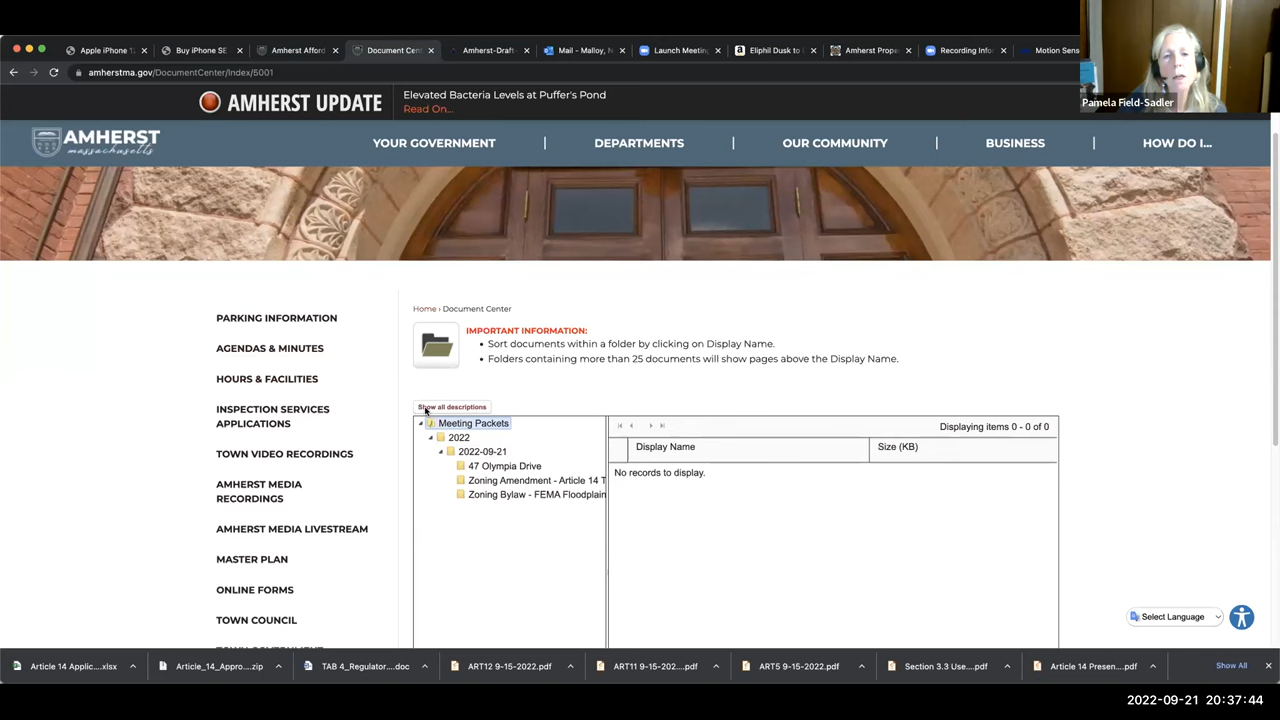 Apple iPhone 1
Buy iPhone SE
Amherst Afford
Document Cen
Amherst-Draft-
Mail - Malloy, N
Launch Meeting
Eliphil Dusk to D
Amherst Prope
Recording Info
Motion Sens
amherstma.gov/DocumentCenter/Index/5001
Pamela Field-Sadler
AMHERST UPDATE
Elevated Bacteria Levels at Puffer's Pond
Read On...
AMHERST
massachusetts
YOUR GOVERNMENT
DEPARTMENTS
OUR COMMUNITY
BUSINESS
HOW DO I...
PARKING INFORMATION
AGENDAS & MINUTES
HOURS & FACILITIES
INSPECTION SERVICES
APPLICATIONS
TOWN VIDEO RECORDINGS
AMHERST MEDIA
RECORDINGS
AMHERST MEDIA LIVESTREAM
MASTER PLAN
ONLINE FORMS
TOWN COUNCIL
Home › Document Center
IMPORTANT INFORMATION:
• Sort documents within a folder by clicking on Display Name.
• Folders containing more than 25 documents will show pages above the Display Name.
Show all descriptions
Meeting Packets
2022
2022-09-21
47 Olympia Drive
Zoning Amendment - Article 14 T
Zoning Bylaw - FEMA Floodplain
Displaying items 0 - 0 of 0
Display Name
Size (KB)
No records to display.
Select Language
Article 14 Applic....xlsx
Article_14_Appro....zip
TAB 4_Regulator....doc
ART12 9-15-2022.pdf
ART11 9-15-202....pdf
ART5 9-15-2022.pdf
Section 3.3 Use....pdf
Article 14 Presen....pdf
Show All
2022-09-21 20:37:44